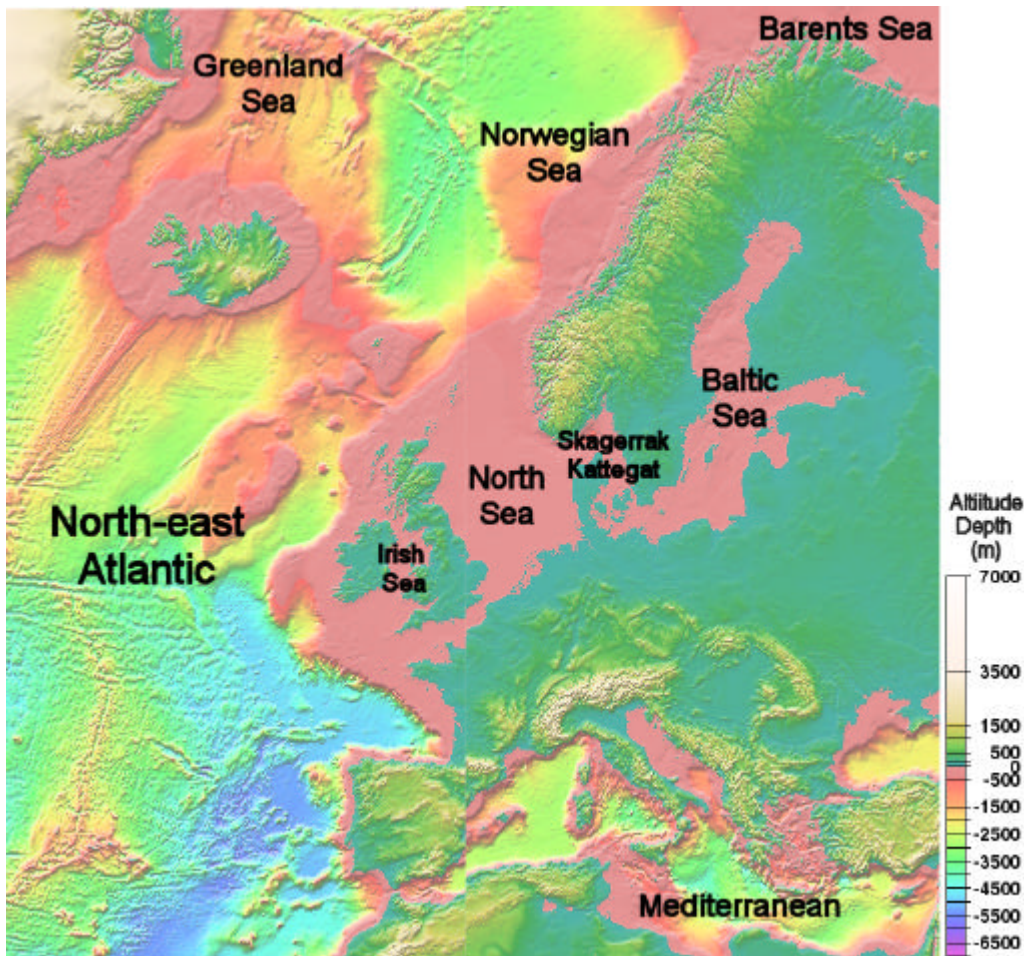 Barents Sea
Greenland
Sea
Norwegian
Sea
Baltic
Sea
Skagerrak
Kattegat
North
Sea
North-east
Atlantic
Irish
Sea
Mediterranean
Altiitude
Depth
(m)
7000
3500
1500
500
0
-500
-1500
-2500
-3500
-4500
-5500
-6500